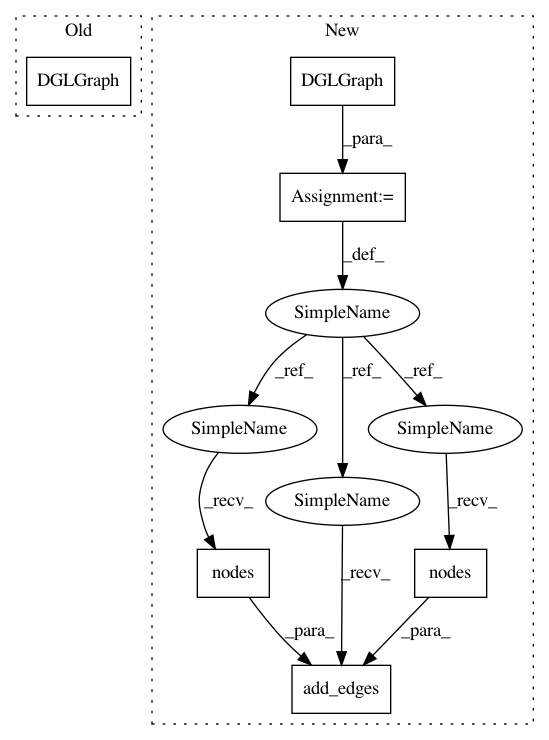 Old
New
DGLGraph
DGLGraph
_para_
Assignment:=
_def_
SimpleName
_ref_
_ref_
_ref_
SimpleName
SimpleName
SimpleName
_recv_
_recv_
_recv_
nodes
nodes
_para_
_para_
add_edges